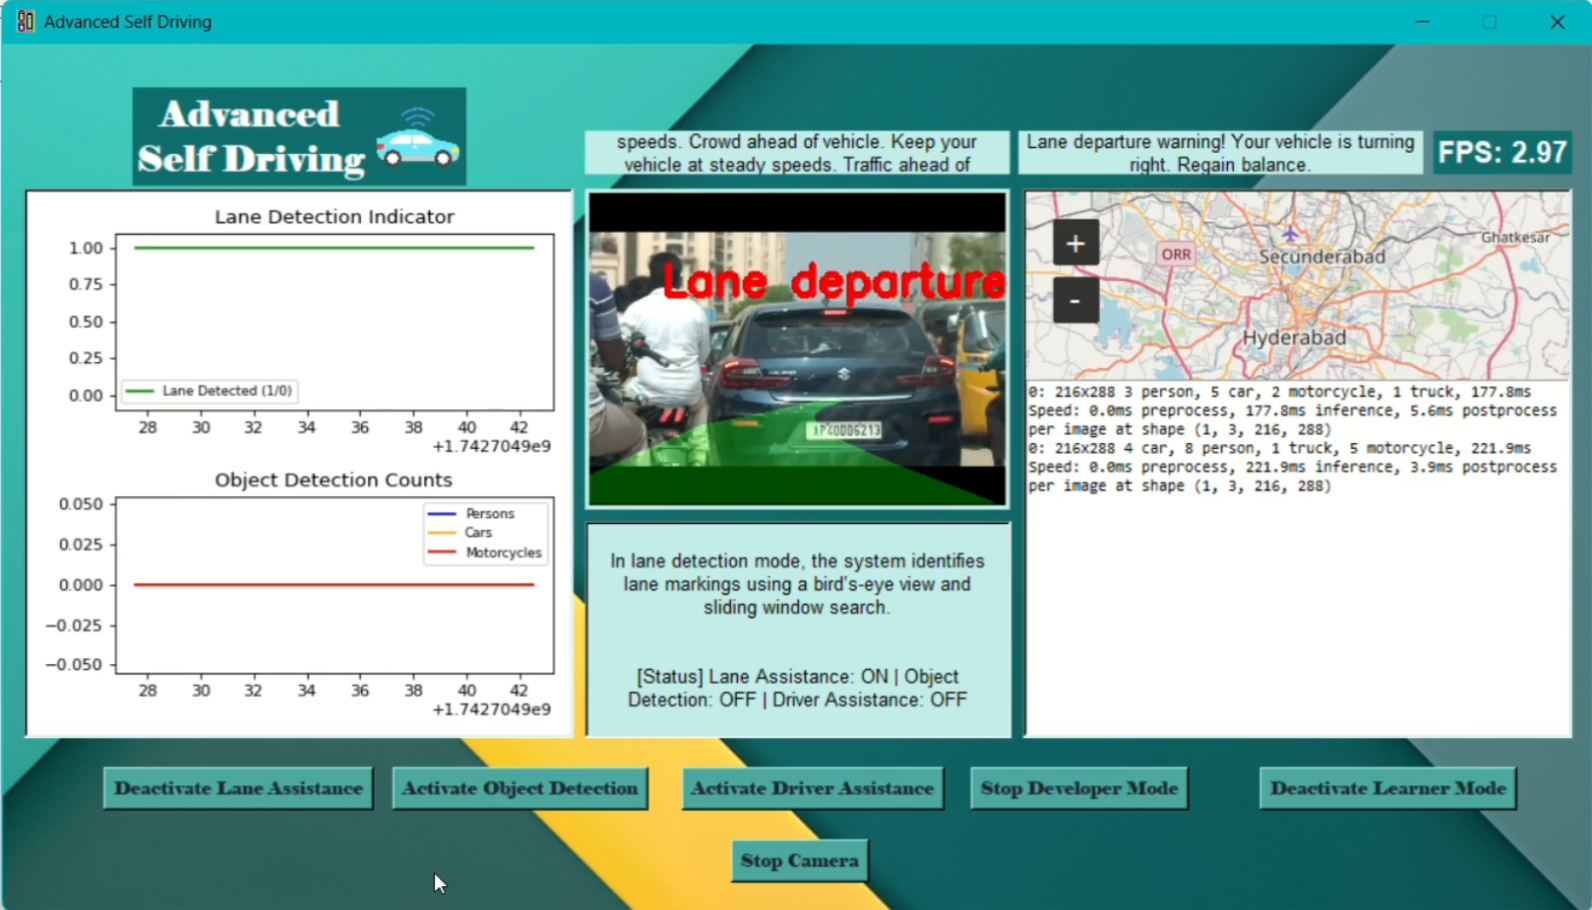 Advanced Self Driving
Advanced
Self Driving
speeds. Crowd ahead of vehicle. Keep your
vehicle at steady speeds. Traffic ahead of
Lane departure warning! Your vehicle is turning
right. Regain balance.
FPS: 2.97
Lane Detection Indicator
1.00
0.75
0.50
0.25
0.00
Lane Detected (1/0)
28 30 32 34 36 38 40 42
+1.7427049e9
Object Detection Counts
0.050
0.025
0.000
−0.025
−0.050
Persons
Cars
Motorcycles
28 30 32 34 36 38 40 42
+1.7427049e9
Lane departure
In lane detection mode, the system identifies
lane markings using a bird's-eye view and
sliding window search.
[Status] Lane Assistance: ON | Object
Detection: OFF | Driver Assistance: OFF
+
-
ORR
Secunderabad
Ghatkesar
Hyderabad
0: 216x288 3 person, 5 car, 2 motorcycle, 1 truck, 177.8ms
Speed: 0.0ms preprocess, 177.8ms inference, 5.6ms postprocess
per image at shape (1, 3, 216, 288)
0: 216x288 4 car, 8 person, 1 truck, 5 motorcycle, 221.9ms
Speed: 0.0ms preprocess, 221.9ms inference, 3.9ms postprocess
per image at shape (1, 3, 216, 288)
Deactivate Lane Assistance
Activate Object Detection
Activate Driver Assistance
Stop Developer Mode
Deactivate Learner Mode
Stop Camera